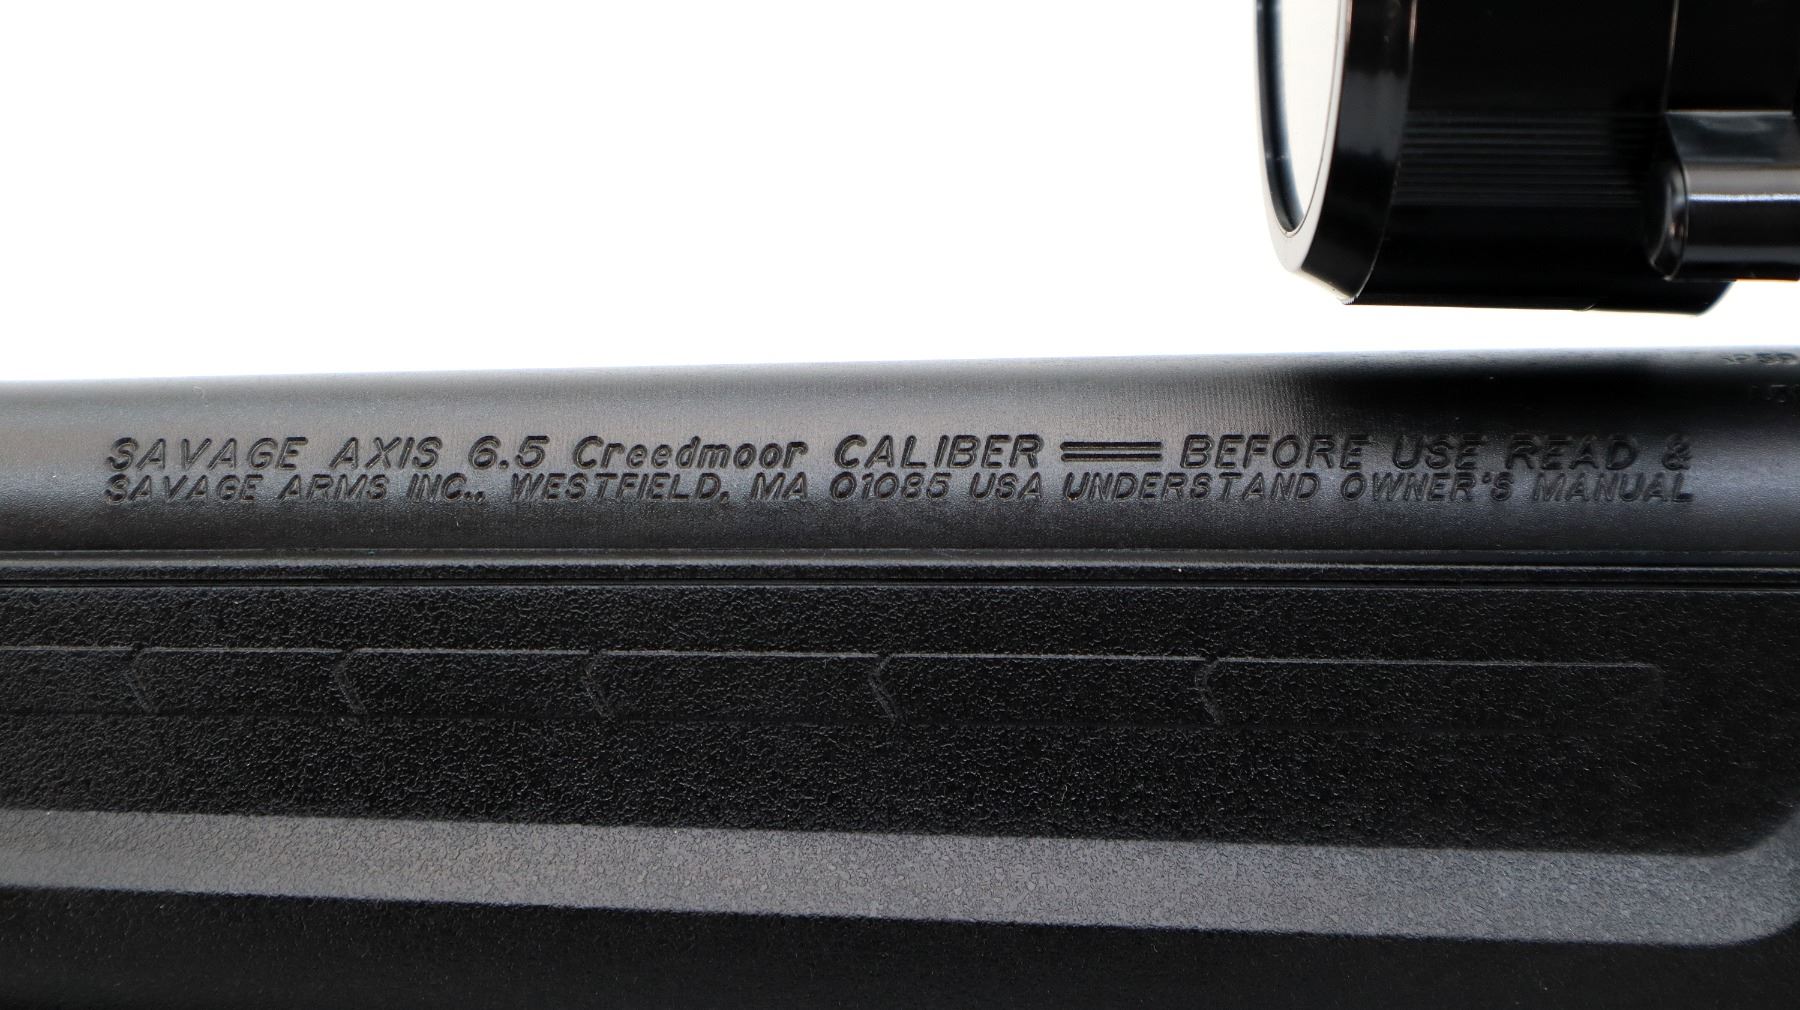 SAVAGE AXIS 6.5 Creedmoor CALIBER ══ BEFORE USE READ &
SAVAGE ARMS INC., WESTFIELD, MA 01085 USA UNDERSTAND OWNER'S MANUAL